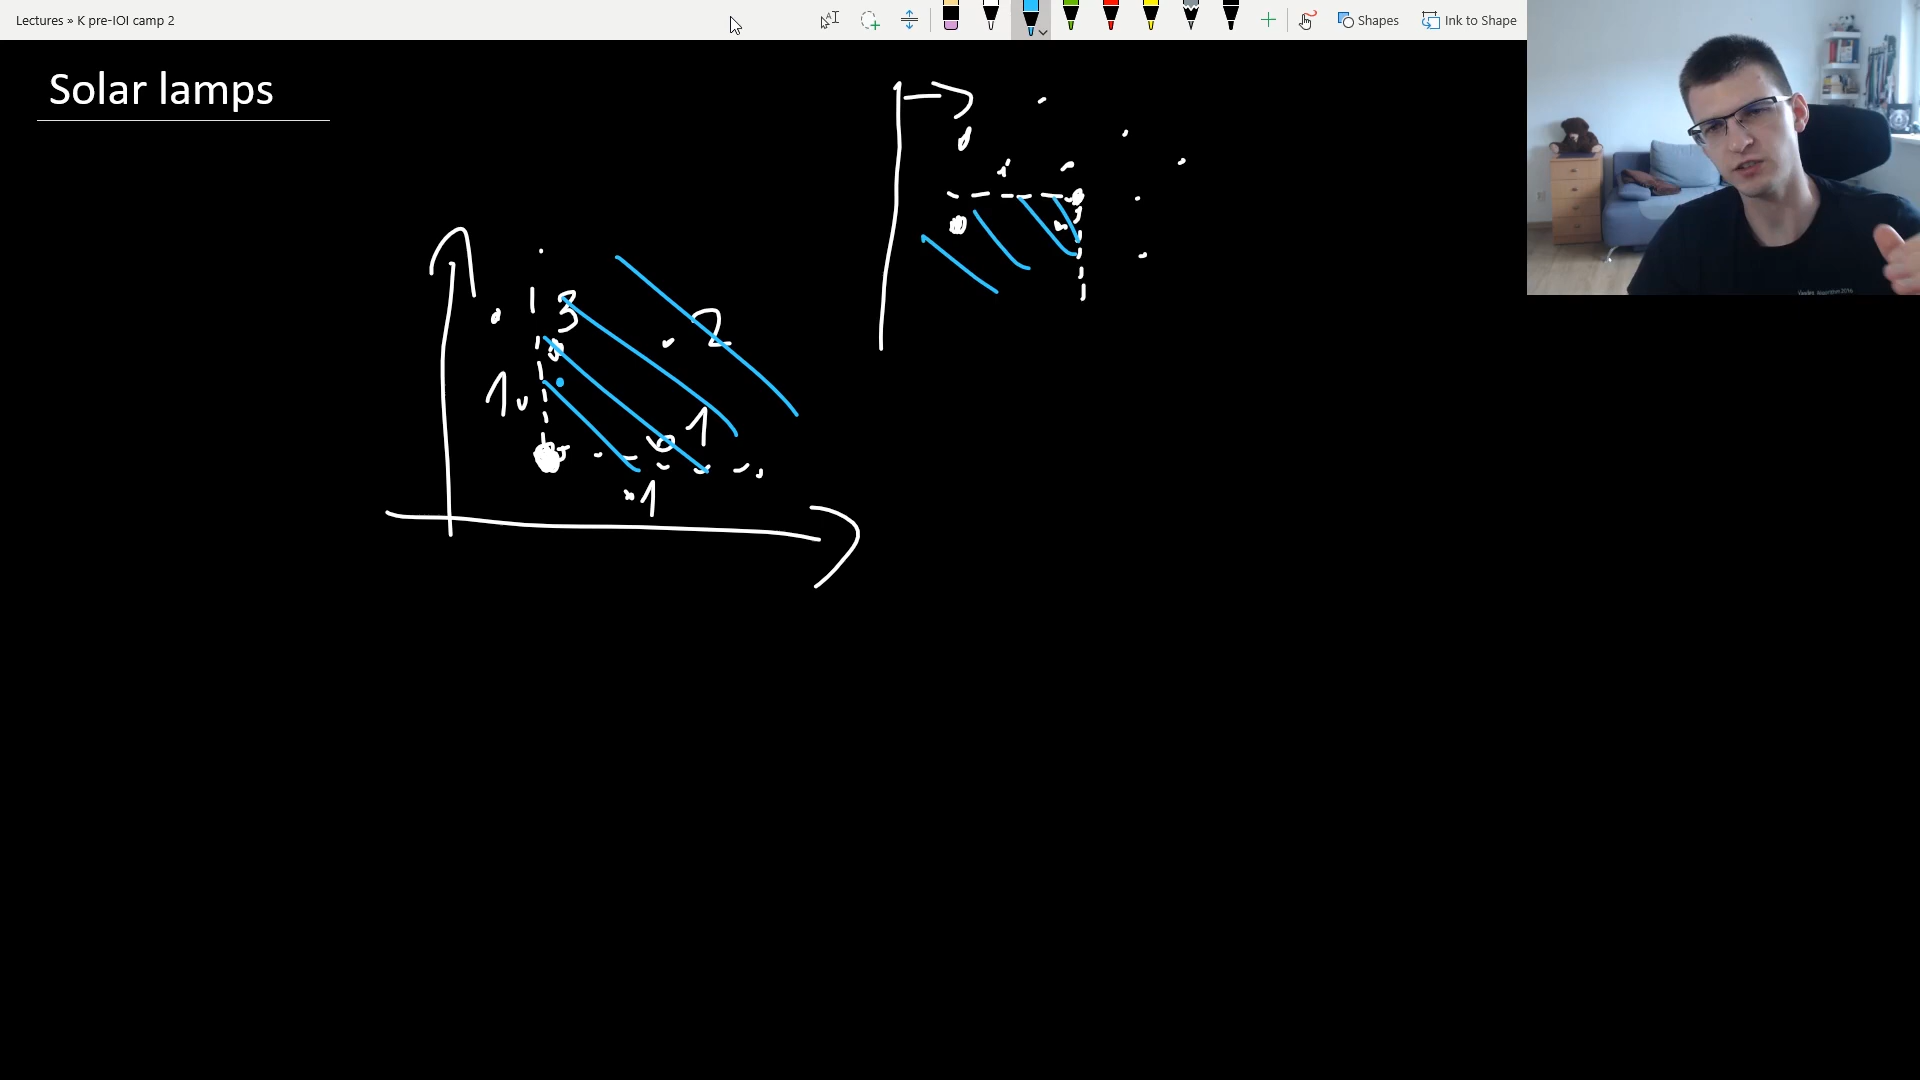 Lectures » K pre-IOI camp 2
Shapes
Ink to Shape
Solar lamps
3
2
1
1
1